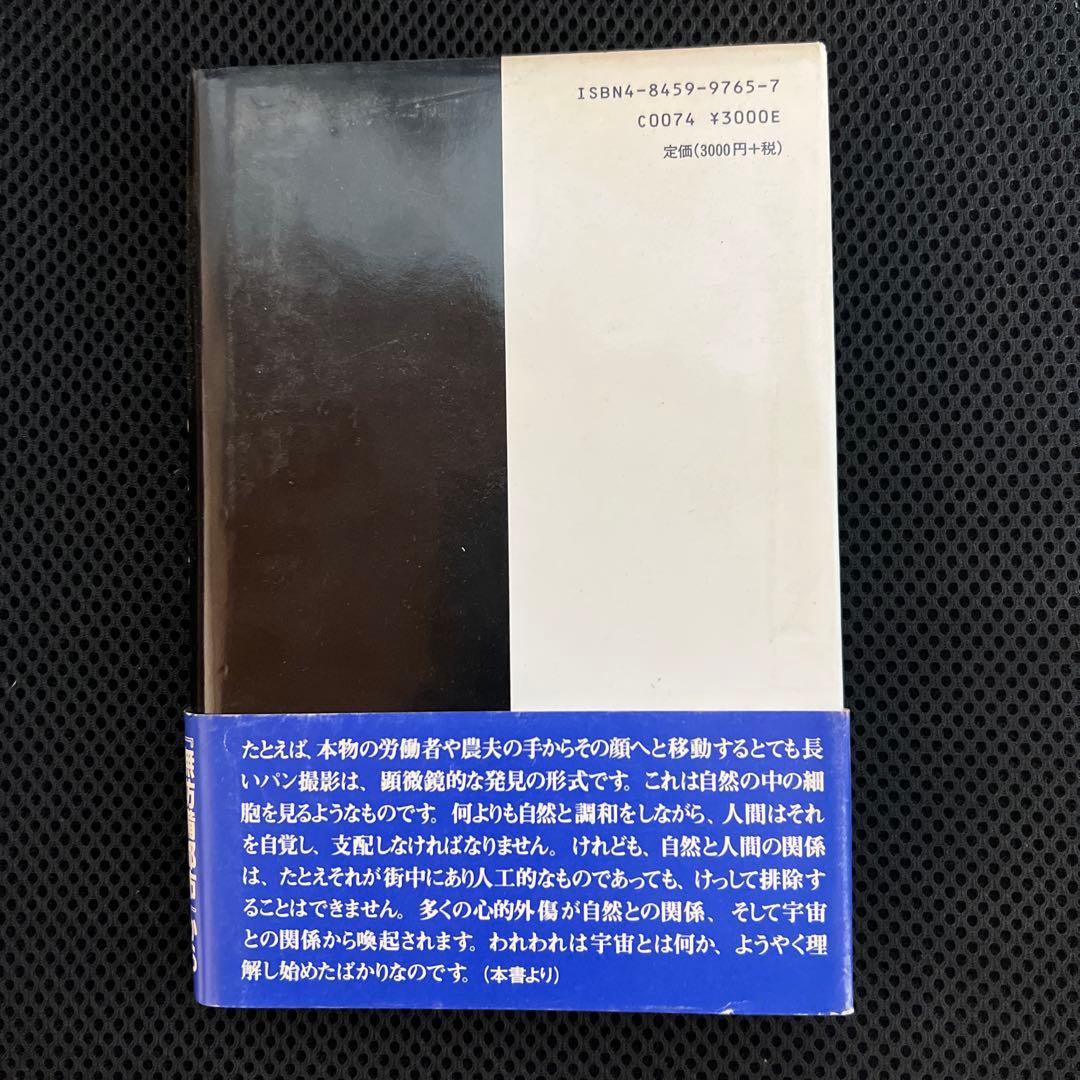 ISBN4-8459-9765-7
C0074 ¥3000E
定価(3000円+税)
たとえば、本物の労働者や農夫の手からその顔へと移動するとても長
いパン撮影は、顕微鏡的な発見の形式です。これは自然の中の細
胞を見るようなものです。何よりも自然と調和をしながら、人間はそれ
を自覚し、支配しなければなりません。けれども、自然と人間の関係
は、たとえそれが街中にあり人工的なものであっても、けっして排除す
ることはできません。多くの心的外傷が自然との関係、そして宇宙
との関係から喚起されます。われわれは宇宙とは何か、ようやく理
解し始めたばかりなのです。(本書より)